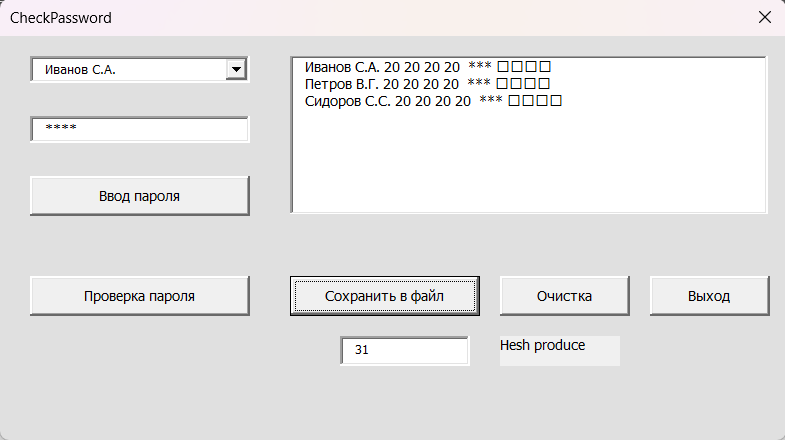 CheckPassword
Иванов С.А.
****
Ввод пароля
Иванов С.А. 20 20 20 20 *** □□□□
Петров В.Г. 20 20 20 20 *** □□□□
Сидоров С.С. 20 20 20 20 *** □□□□
Проверка пароля
Сохранить в файл
Очистка
Выход
31
Hesh produce